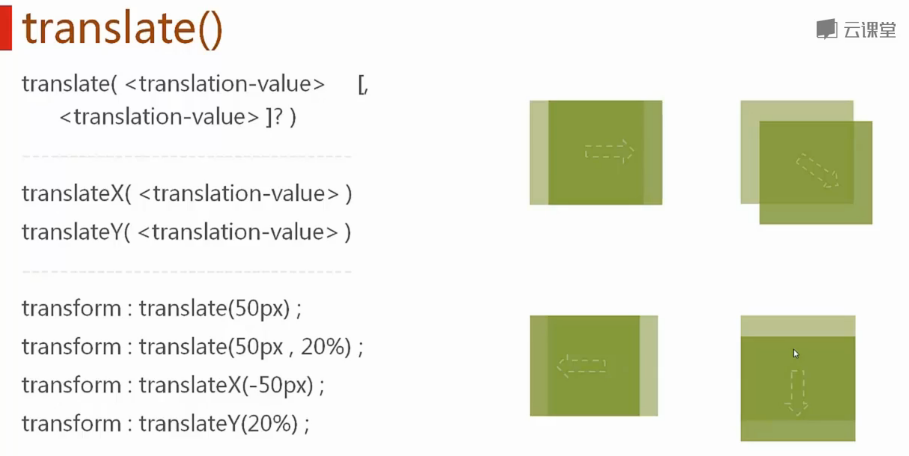 translate()
云课堂
translate( <translation-value> [,
<translation-value> ]? )
translateX( <translation-value> )
translateY( <translation-value> )
transform : translate(50px) ;
transform : translate(50px , 20%) ;
transform : translateX(-50px) ;
transform : translateY(20%) ;